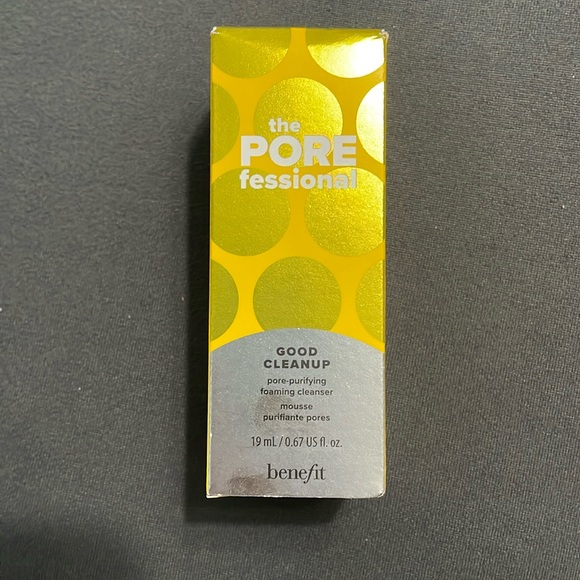 the
PORE
fessional
GOOD
CLEANUP
pore-purifying
foaming cleanser
mousse
purifiante pores
19 mL / 0.67 US fl. oz.
benefit